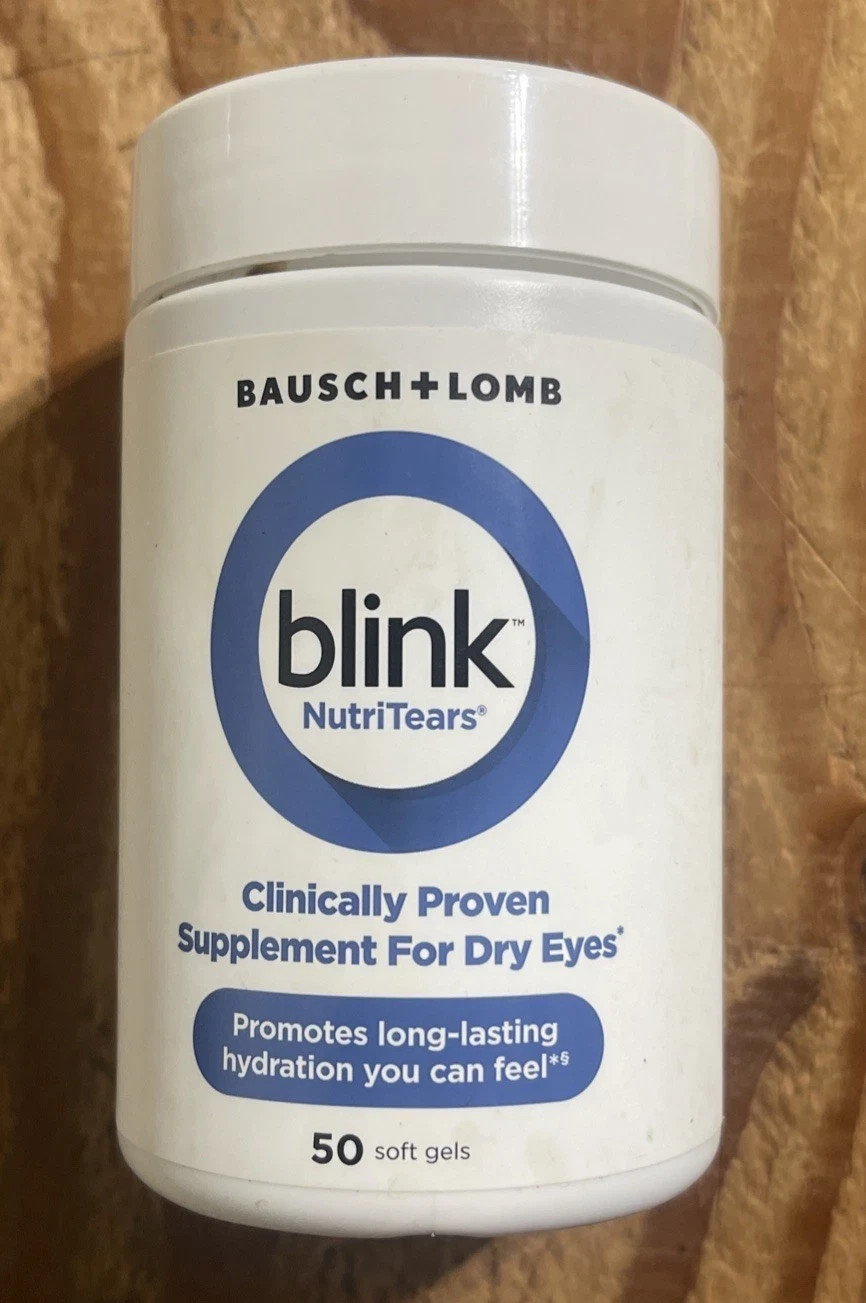 BAUSCH+LOMB
blink™
NutriTears®
Clinically Proven
Supplement For Dry Eyes*
Promotes long-lasting
hydration you can feel*§
50 soft gels